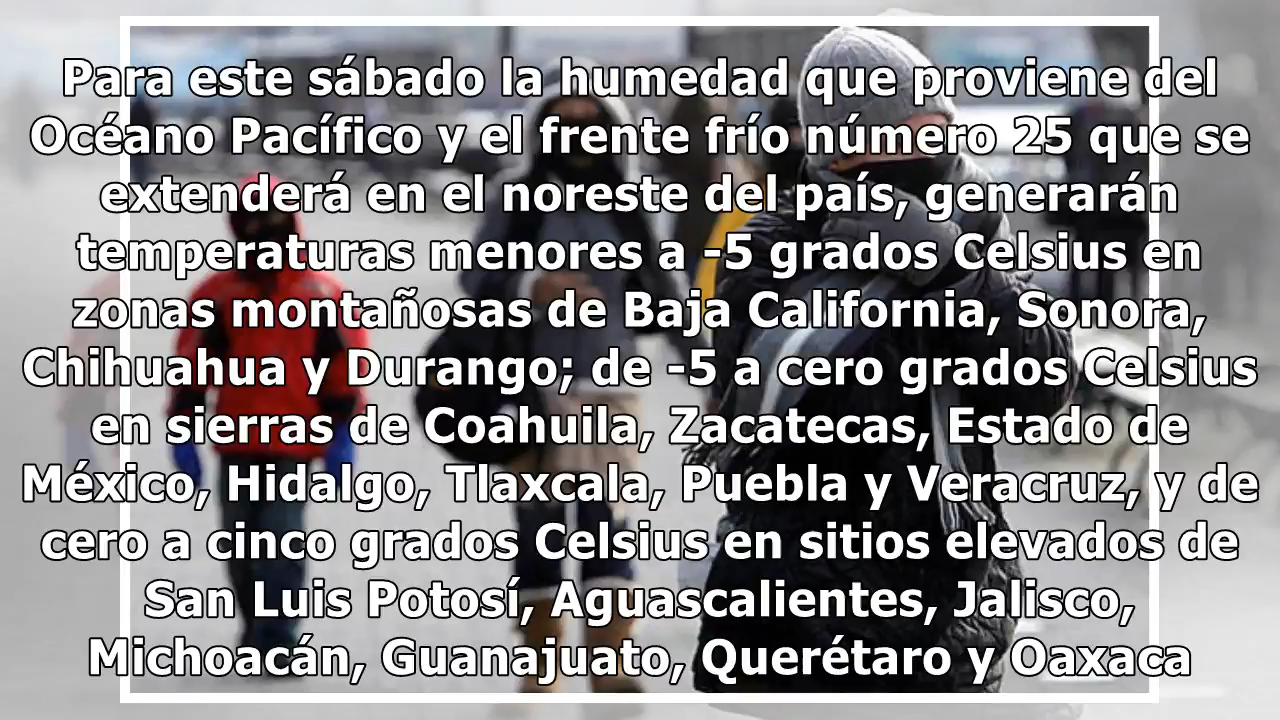 Para este sábado la humedad que proviene del
Océano Pacífico y el frente frío número 25 que se
extenderá en el noreste del país, generarán
temperaturas menores a -5 grados Celsius en
zonas montañosas de Baja California, Sonora,
Chihuahua y Durango; de -5 a cero grados Celsius
en sierras de Coahuila, Zacatecas, Estado de
México, Hidalgo, Tlaxcala, Puebla y Veracruz, y de
cero a cinco grados Celsius en sitios elevados de
San Luis Potosí, Aguascalientes, Jalisco,
Michoacán, Guanajuato, Querétaro y Oaxaca